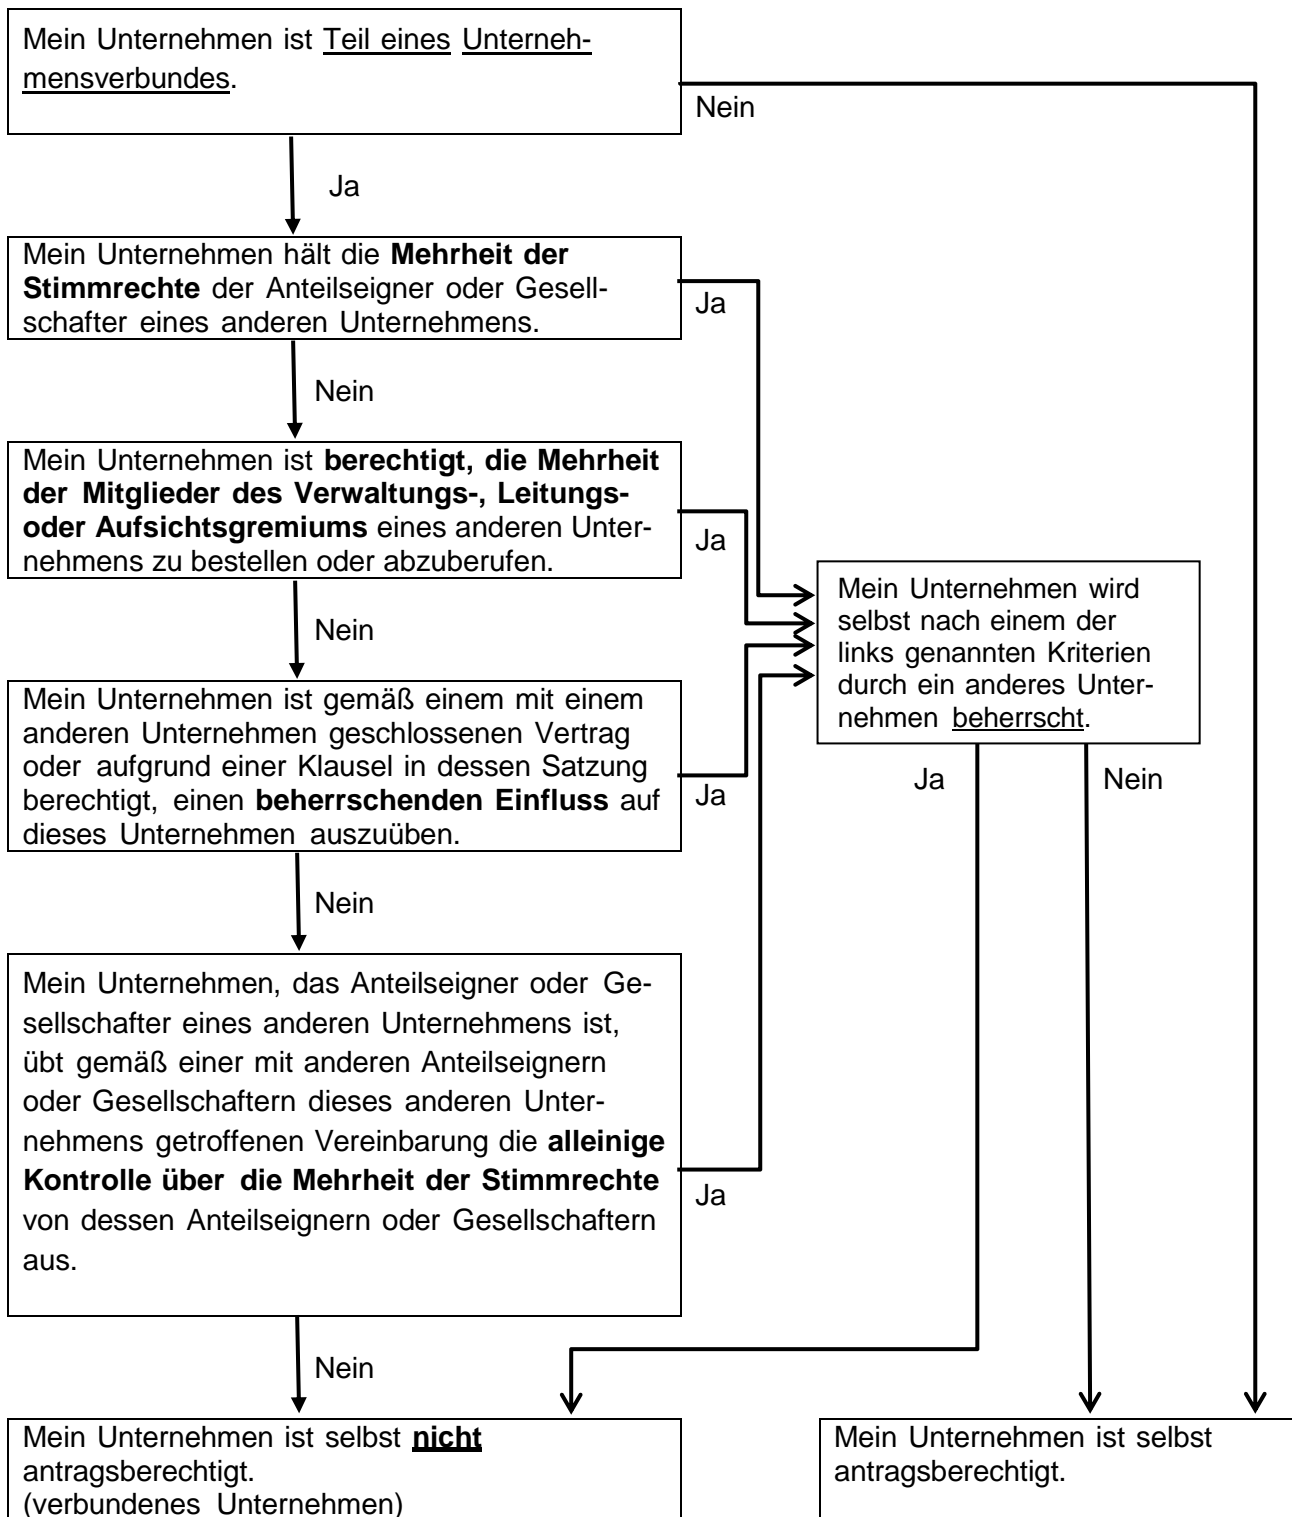 Mein Unternehmen ist Teil eines Unterneh-
mensverbundes.
Nein
Ja
Mein Unternehmen hält die Mehrheit der
Stimmrechte der Anteilseigner oder Gesell-
schafter eines anderen Unternehmens.
Ja
Nein
Mein Unternehmen ist berechtigt, die Mehrheit
der Mitglieder des Verwaltungs-, Leitungs-
oder Aufsichtsgremiums eines anderen Unter-
nehmens zu bestellen oder abzuberufen.
Ja
Nein
Mein Unternehmen wird
selbst nach einem der
links genannten Kriterien
durch ein anderes Unter-
nehmen beherrscht.
Ja
Nein
Mein Unternehmen ist gemäß einem mit einem
anderen Unternehmen geschlossenen Vertrag
oder aufgrund einer Klausel in dessen Satzung
berechtigt, einen beherrschenden Einfluss auf
dieses Unternehmen auszuüben.
Ja
Nein
Mein Unternehmen, das Anteilseigner oder Ge-
sellschafter eines anderen Unternehmens ist,
übt gemäß einer mit anderen Anteilseignern
oder Gesellschaftern dieses anderen Unter-
nehmens getroffenen Vereinbarung die alleinige
Kontrolle über die Mehrheit der Stimmrechte
von dessen Anteilseignern oder Gesellschaftern
aus.
Ja
Nein
Mein Unternehmen ist selbst nicht
antragsberechtigt.
(verbundenes Unternehmen)
Mein Unternehmen ist selbst
antragsberechtigt.